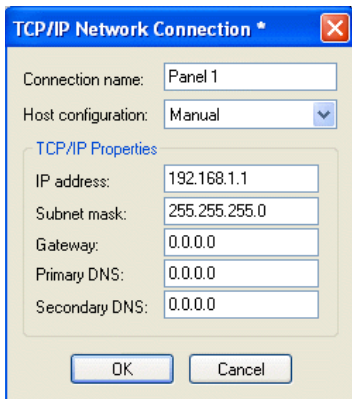 TCP/IP Network Connection *
Connection name: Panel 1
Host configuration: Manual
TCP/IP Properties
IP address: 192.168.1.1
Subnet mask: 255.255.255.0
Gateway: 0.0.0.0
Primary DNS: 0.0.0.0
Secondary DNS: 0.0.0.0
OK Cancel